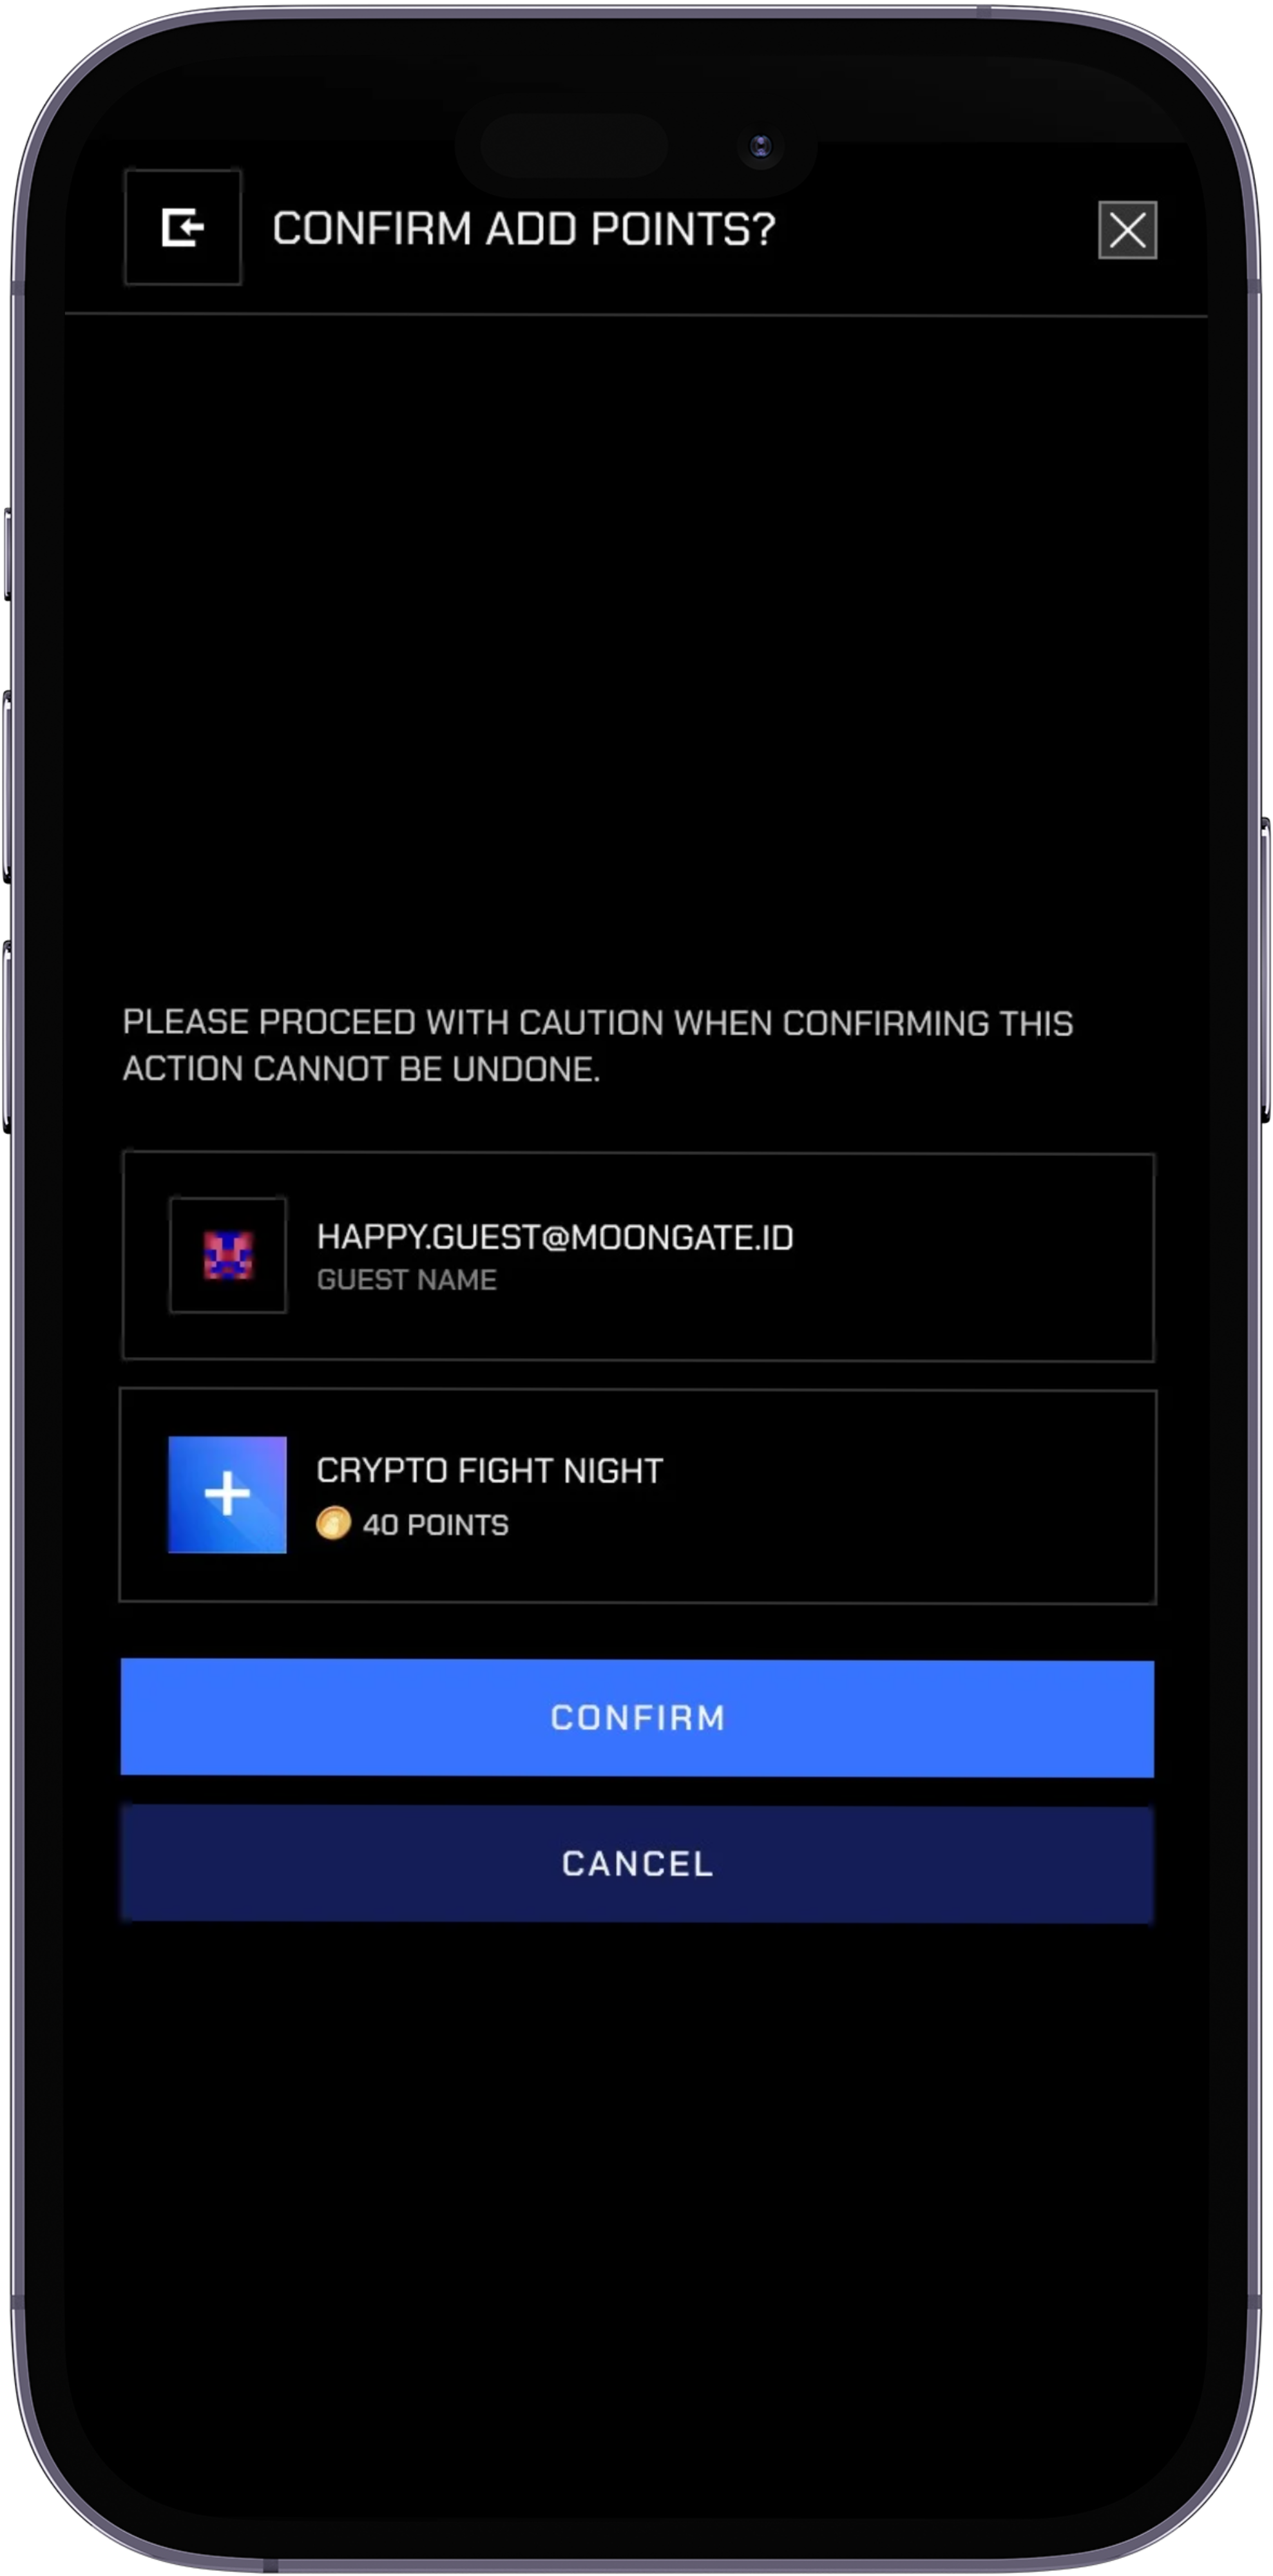 CONFIRM ADD POINTS?
PLEASE PROCEED WITH CAUTION WHEN CONFIRMING THIS
ACTION CANNOT BE UNDONE.
HAPPY.GUEST@MOONGATE.ID
GUEST NAME
CRYPTO FIGHT NIGHT
40 POINTS
CONFIRM
CANCEL